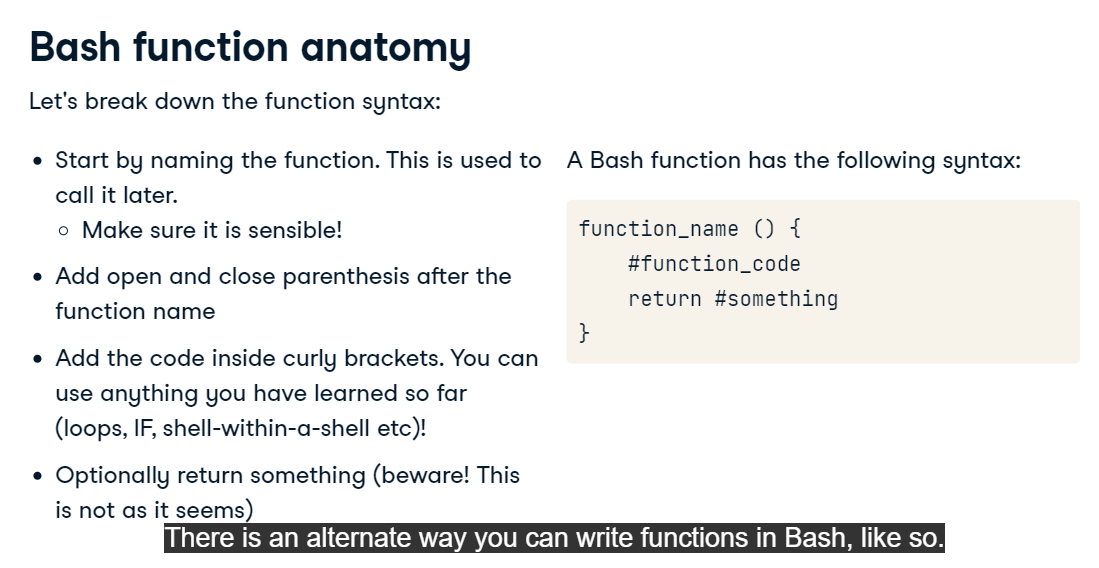 Bash function anatomy
Let's break down the function syntax:
• Start by naming the function. This is used to
call it later.
○ Make sure it is sensible!
• Add open and close parenthesis after the
function name
• Add the code inside curly brackets. You can
use anything you have learned so far
(loops, IF, shell-within-a-shell etc)!
• Optionally return something (beware! This
is not as it seems)
A Bash function has the following syntax:
function_name () {
    #function_code
    return #something
}
There is an alternate way you can write functions in Bash, like so.